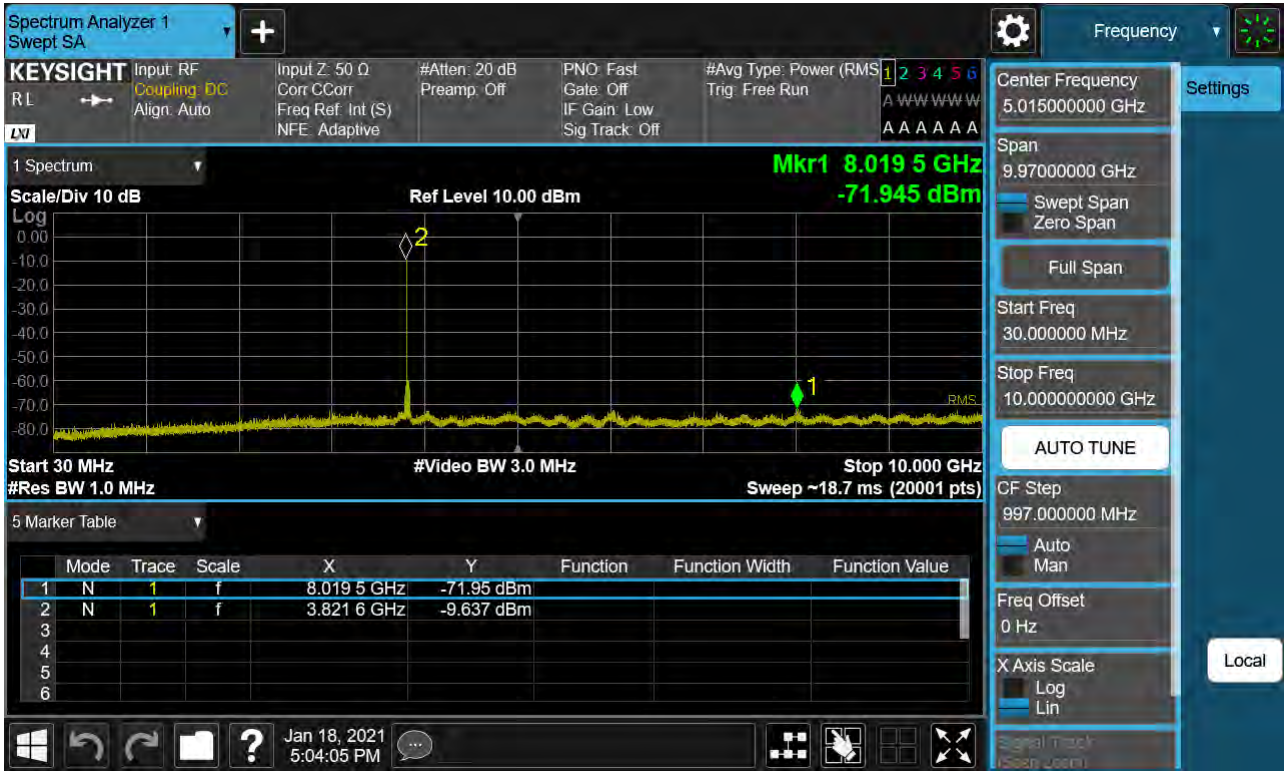 Spectrum Analyzer 1
Swept SA
Frequency
KEYSIGHT
RL
LXI
Input: RF
Coupling: DC
Align: Auto
Input Z: 50 Ω
Corr CCorr
Freq Ref: Int (S)
NFE: Adaptive
#Atten: 20 dB
Preamp: Off
PNO: Fast
Gate: Off
IF Gain: Low
Sig Track: Off
#Avg Type: Power (RMS
Trig: Free Run
1 2 3 4 5 6
A W W W W W
A A A A A A
Center Frequency
5.015000000 GHz
Settings
Span
9.97000000 GHz
Swept Span
Zero Span
Full Span
Start Freq
30.000000 MHz
Stop Freq
10.000000000 GHz
AUTO TUNE
CF Step
997.000000 MHz
Auto
Man
Freq Offset
0 Hz
X Axis Scale
Log
Lin
Signal Track
(Span Zoom)
Local
1 Spectrum
Scale/Div 10 dB
Ref Level 10.00 dBm
Mkr1 8.019 5 GHz
-71.945 dBm
Log
0.00
-10.0
-20.0
-30.0
-40.0
-50.0
-60.0
-70.0
-80.0
2
1
RMS
Start 30 MHz
#Video BW 3.0 MHz
Stop 10.000 GHz
#Res BW 1.0 MHz
Sweep ~18.7 ms (20001 pts)
5 Marker Table
Mode Trace Scale X Y Function Function Width Function Value
1 N 1 f 8.019 5 GHz -71.95 dBm
2 N 1 f 3.821 6 GHz -9.637 dBm
3
4
5
6
?
Jan 18, 2021
5:04:05 PM